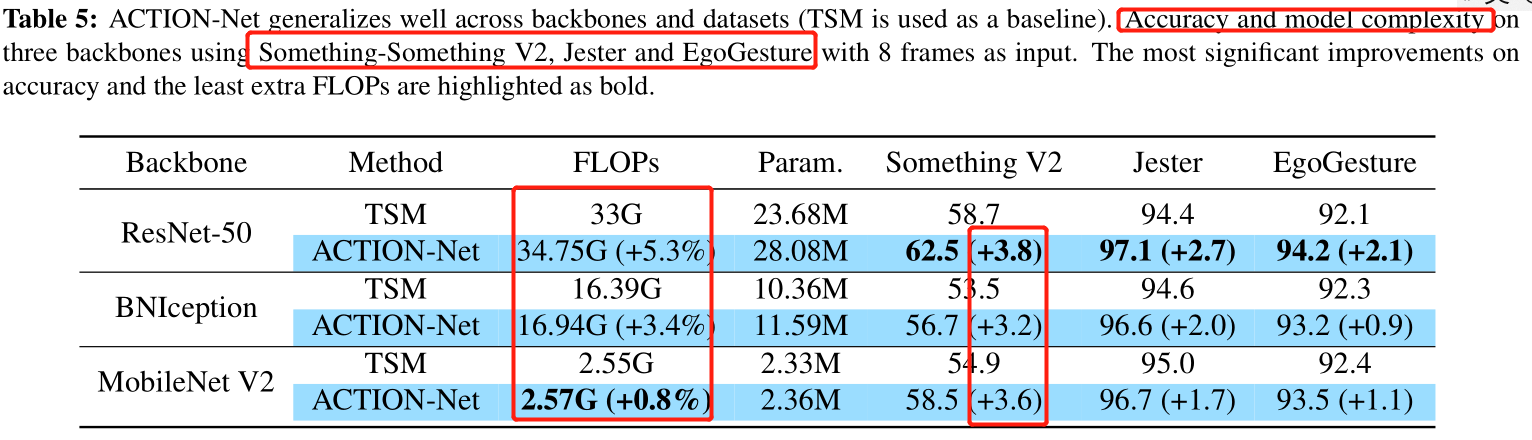 Table 5: ACTION-Net generalizes well across backbones and datasets (TSM is used as a baseline). Accuracy and model complexity on
three backbones using Something-Something V2, Jester and EgoGesture with 8 frames as input. The most significant improvements on
accuracy and the least extra FLOPs are highlighted as bold.
Backbone Method FLOPs Param. Something V2 Jester EgoGesture
ResNet-50 TSM 33G 23.68M 58.7 94.4 92.1
ACTION-Net 34.75G (+5.3%) 28.08M 62.5 (+3.8) 97.1 (+2.7) 94.2 (+2.1)
BNIception TSM 16.39G 10.36M 53.5 94.6 92.3
ACTION-Net 16.94G (+3.4%) 11.59M 56.7 (+3.2) 96.6 (+2.0) 93.2 (+0.9)
MobileNet V2 TSM 2.55G 2.33M 54.9 95.0 92.4
ACTION-Net 2.57G (+0.8%) 2.36M 58.5 (+3.6) 96.7 (+1.7) 93.5 (+1.1)